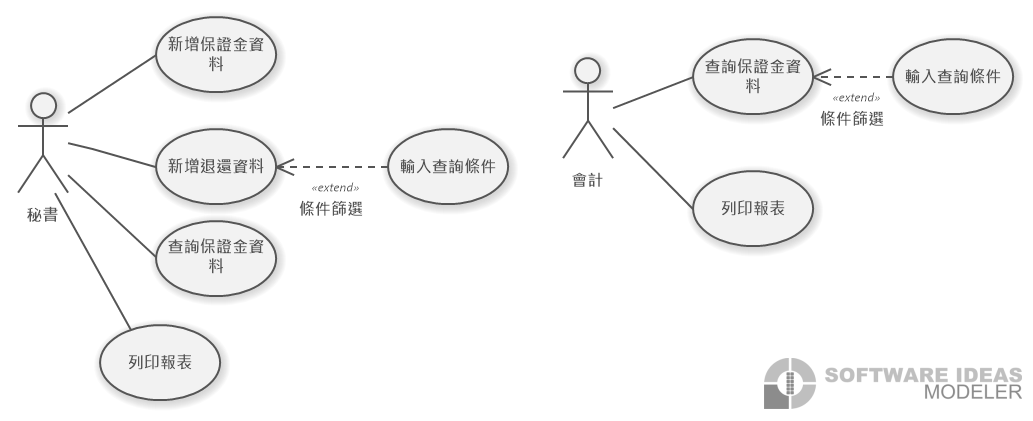 新增保證金資
料
新增退還資料
輸入查詢條件
«extend»
條件篩選
秘書
查詢保證金資
料
列印報表
查詢保證金資
料
輸入查詢條件
«extend»
條件篩選
會計
列印報表
SOFTWARE IDEAS
MODELER